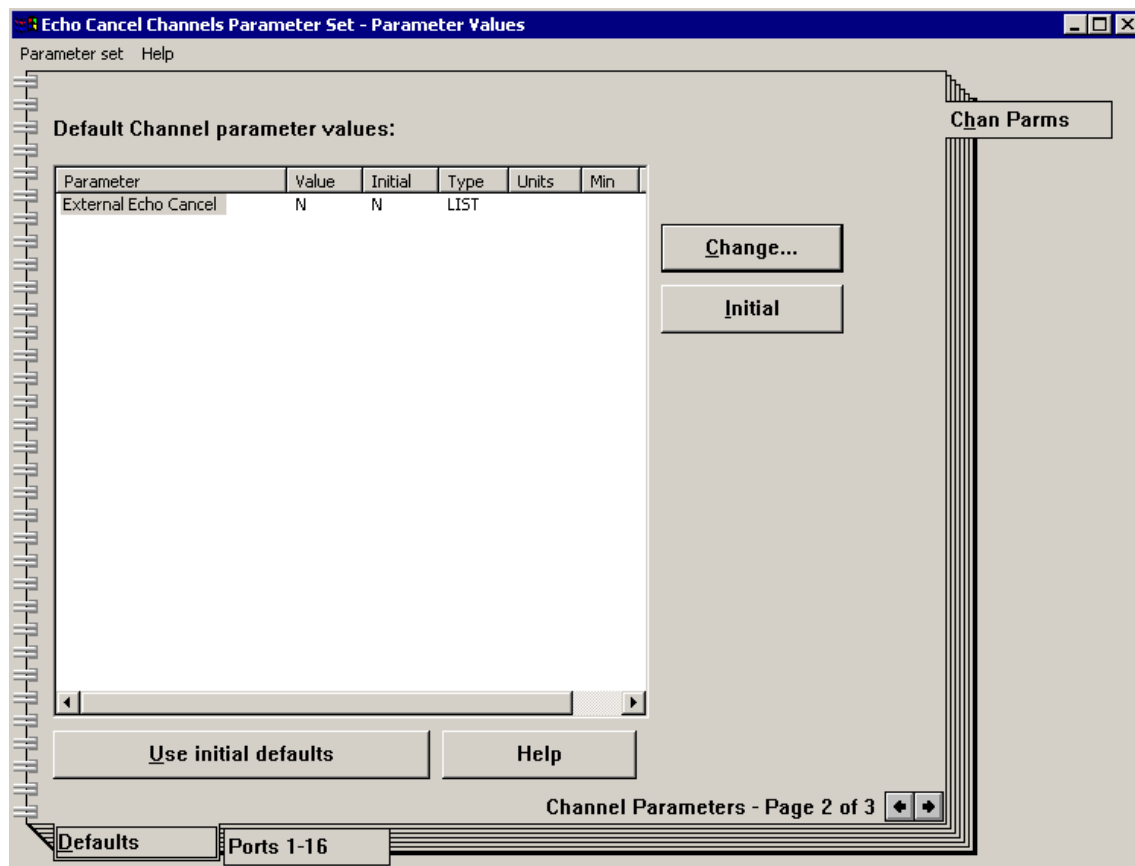 Echo Cancel Channels Parameter Set - Parameter Values
Parameter set Help
Chan Parms
Default Channel parameter values:
Parameter Value Initial Type Units Min
External Echo Cancel N N LIST
Change...
Initial
Use initial defaults Help
Channel Parameters - Page 2 of 3
Defaults Ports 1-16